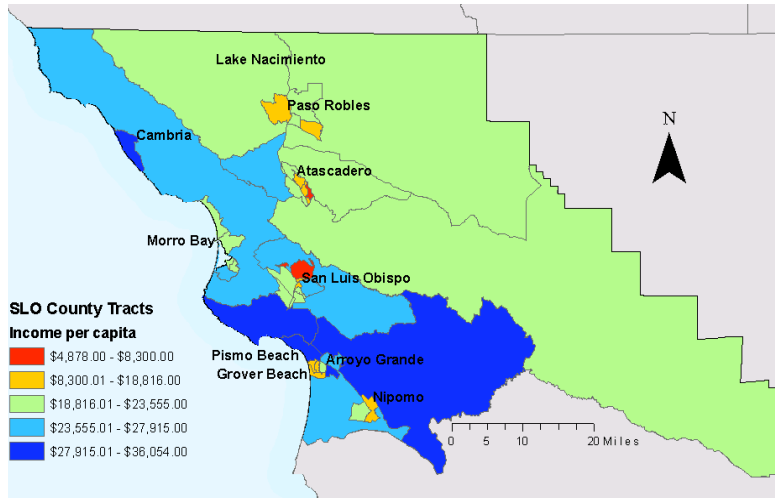 Lake Nacimiento
Paso Robles
N
Cambria
Atascadero
Morro Bay
San Luis Obispo
SLO County Tracts
Income per capita
$4,878.00 - $8,300.00
$8,300.01 - $18,816.00
$18,816.01 - $23,555.00
$23,555.01 - $27,915.00
$27,915.01 - $36,054.00
Pismo Beach
Arroyo Grande
Grover Beach
Nipomo
0 5 10 20 Miles